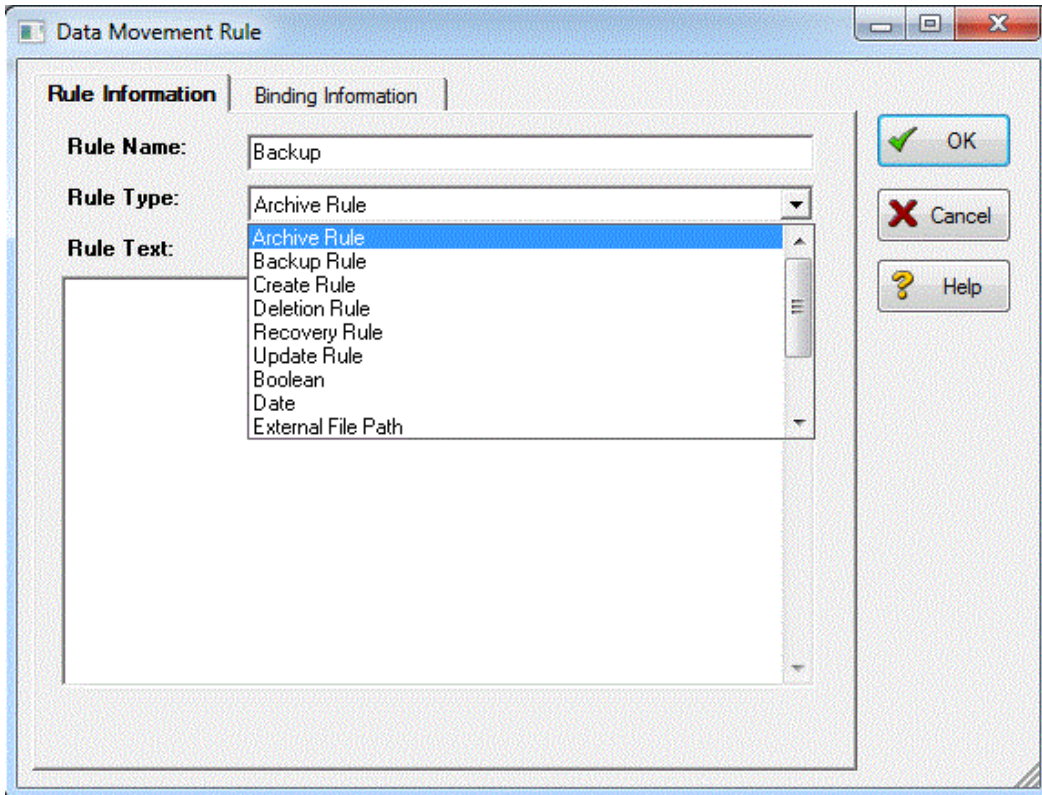 Data Movement Rule
Rule Information
Binding Information
Rule Name:
Backup
OK
Rule Type:
Archive Rule
Cancel
Rule Text:
Archive Rule
Backup Rule
Create Rule
Deletion Rule
Recovery Rule
Update Rule
Boolean
Date
External File Path
Help